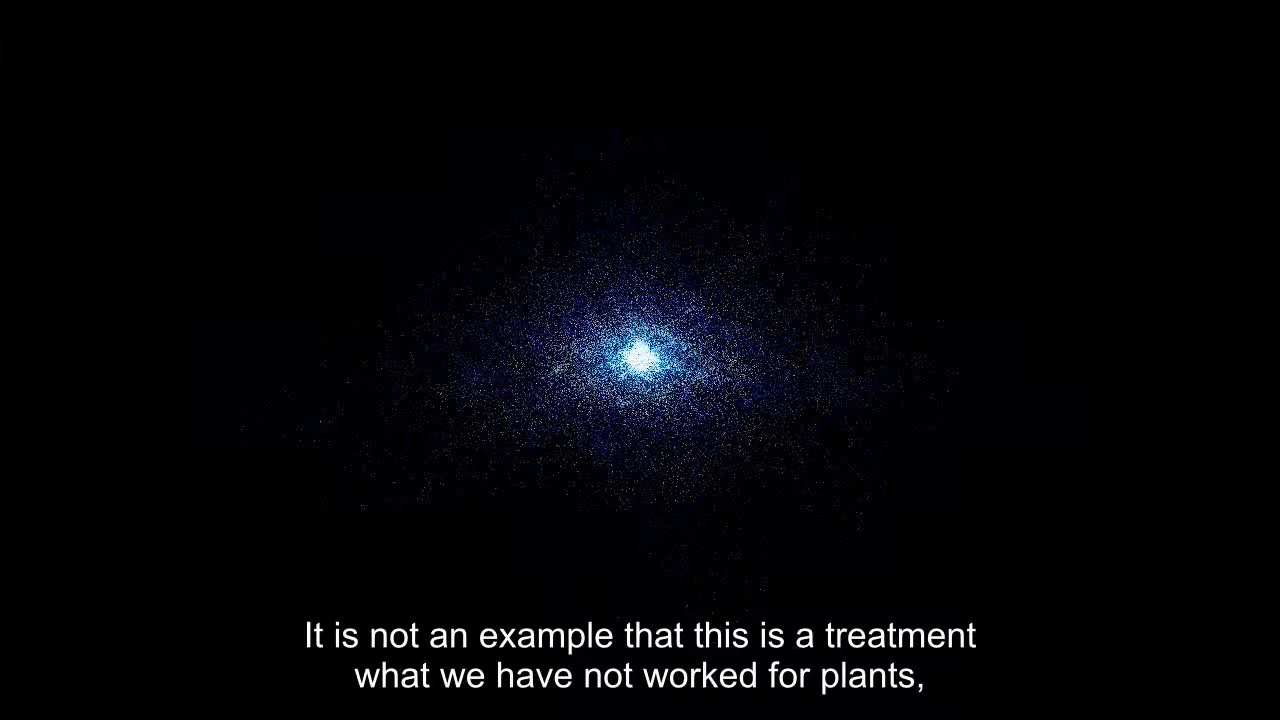 It is not an example that this is a treatment
what we have not worked for plants,